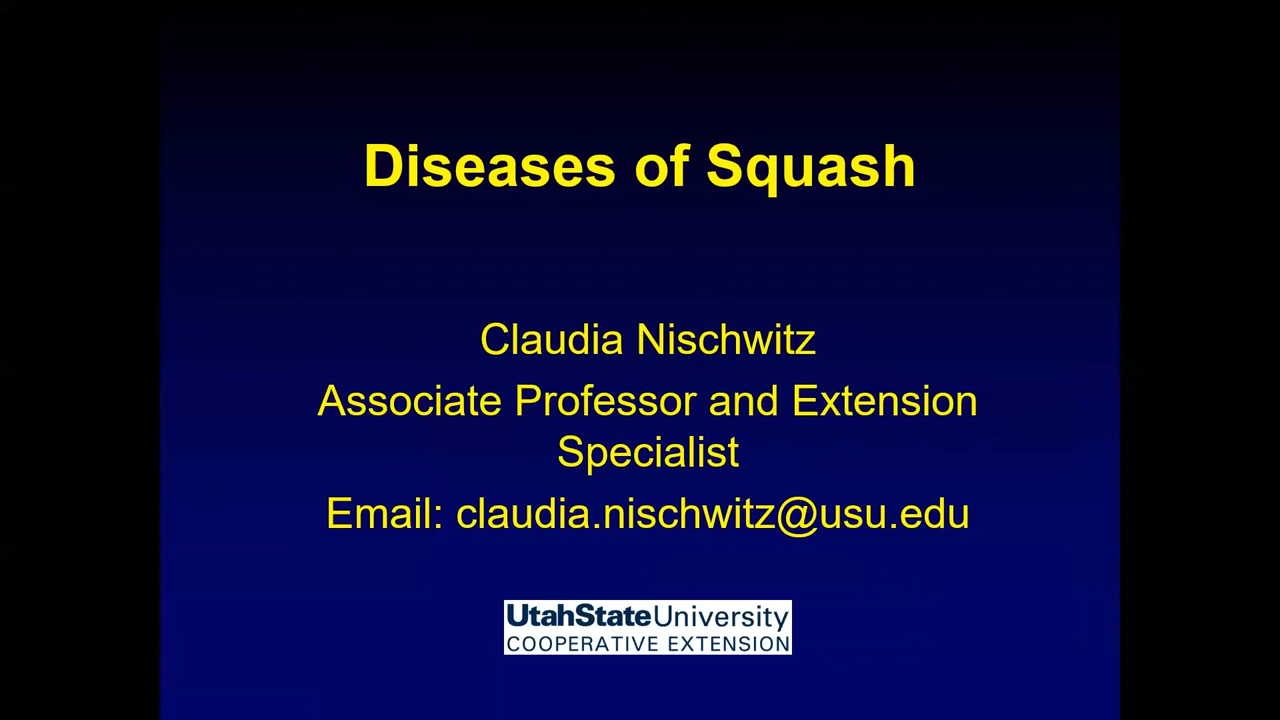 Diseases of Squash
Claudia Nischwitz
Associate Professor and Extension
Specialist
Email: claudia.nischwitz@usu.edu
UtahStateUniversity
COOPERATIVE EXTENSION